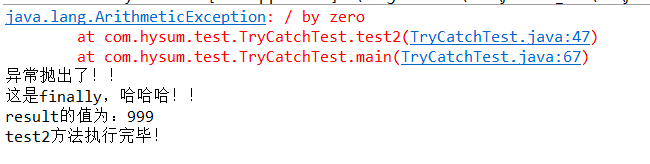 java.lang.ArithmeticException: / by zero
at com.hysum.test.TryCatchTest.test2(TryCatchTest.java:47)
at com.hysum.test.TryCatchTest.main(TryCatchTest.java:67)
异常抛出了!!
这是finally,哈哈哈!!
result的值为:999
test2方法执行完毕!